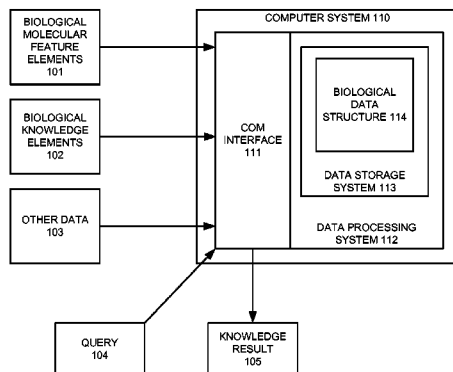 BIOLOGICAL
MOLECULAR
FEATURE
ELEMENTS
101
BIOLOGICAL
KNOWLEDGE
ELEMENTS
102
OTHER DATA
103
QUERY
104
KNOWLEDGE
RESULT
105
COMPUTER SYSTEM 110
COM
INTERFACE
111
BIOLOGICAL
DATA
STRUCTURE 114
DATA STORAGE
SYSTEM 113
DATA PROCESSING
SYSTEM 112